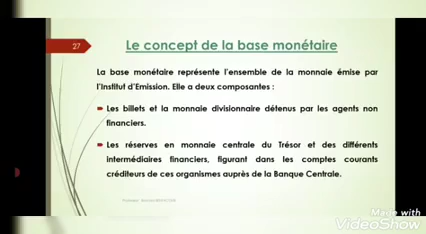 27
Le concept de la base monétaire
La base monétaire représente l'ensemble de la monnaie émise par
l'Institut d'Émission. Elle a deux composantes :
Les billets et la monnaie divisionnaire détenus par les agents non
financiers.
Les réserves en monnaie centrale du Trésor et des différents
intermédiaires financiers, figurant dans les comptes courants
créditeurs de ces organismes auprès de la Banque Centrale.
Made with
VideoShow